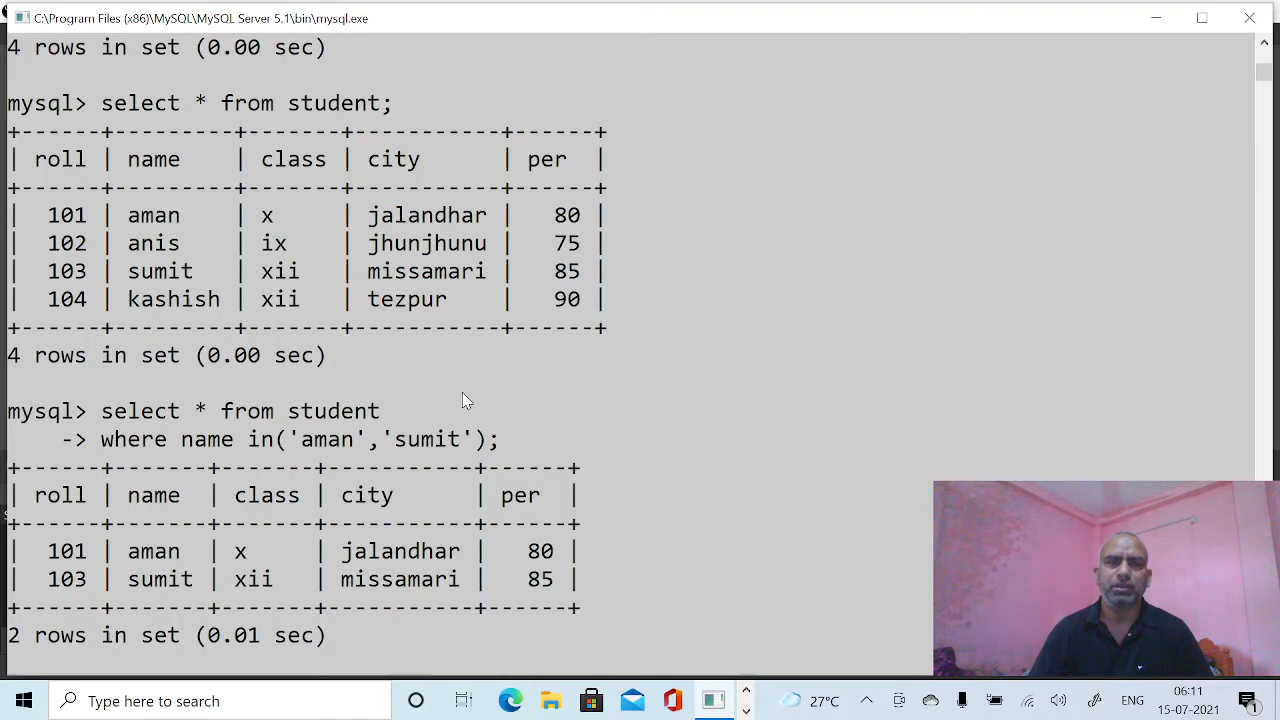 C:\Program Files (x86)\MySQL\MySQL Server 5.1\bin\mysql.exe
4 rows in set (0.00 sec)
mysql> select * from student;
+------+---------+-------+-----------+------+
| roll | name    | class | city      | per  |
+------+---------+-------+-----------+------+
|  101 | aman    | x     | jalandhar |   80 |
|  102 | anis    | ix    | jhunjhunu |   75 |
|  103 | sumit   | xii   | missamari |   85 |
|  104 | kashish | xii   | tezpur    |   90 |
+------+---------+-------+-----------+------+
4 rows in set (0.00 sec)
mysql> select * from student
    -> where name in('aman','sumit');
+------+-------+-------+-----------+------+
| roll | name  | class | city      | per  |
+------+-------+-------+-----------+------+
|  101 | aman  | x     | jalandhar |   80 |
|  103 | sumit | xii   | missamari |   85 |
+------+-------+-------+-----------+------+
2 rows in set (0.01 sec)
Type here to search
27°C
ENG
06:11
15-07-2021
1